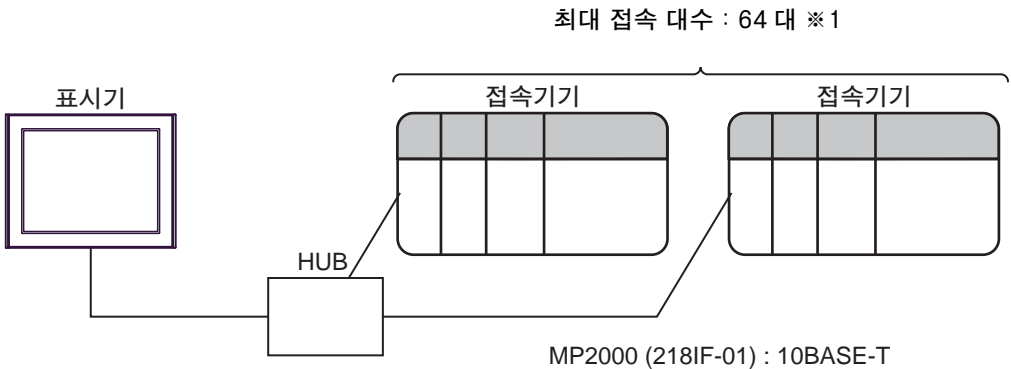 최대 접속 대수 : 64 대 ※1
표시기
접속기기
접속기기
HUB
MP2000 (218IF-01) : 10BASE-T